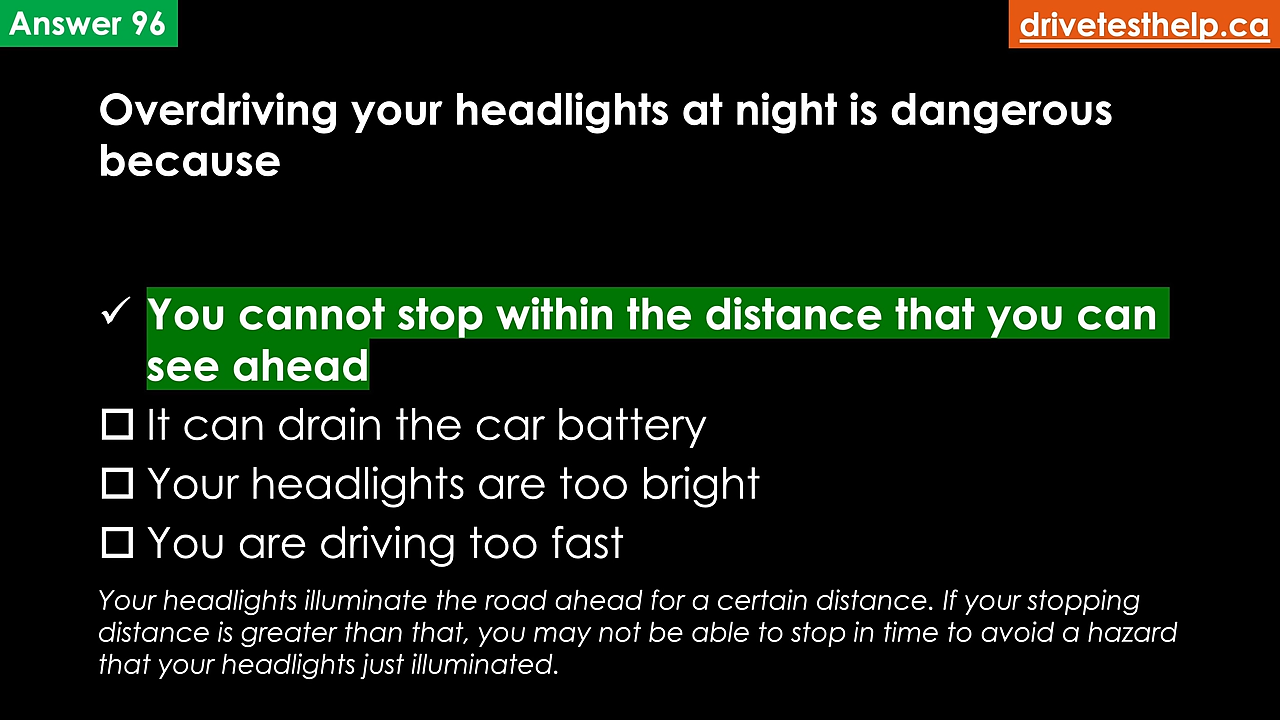 Answer 96
drivetesthelp.ca
Overdriving your headlights at night is dangerous
because
✓ You cannot stop within the distance that you can
see ahead
☐ It can drain the car battery
☐ Your headlights are too bright
☐ You are driving too fast
Your headlights illuminate the road ahead for a certain distance. If your stopping
distance is greater than that, you may not be able to stop in time to avoid a hazard
that your headlights just illuminated.